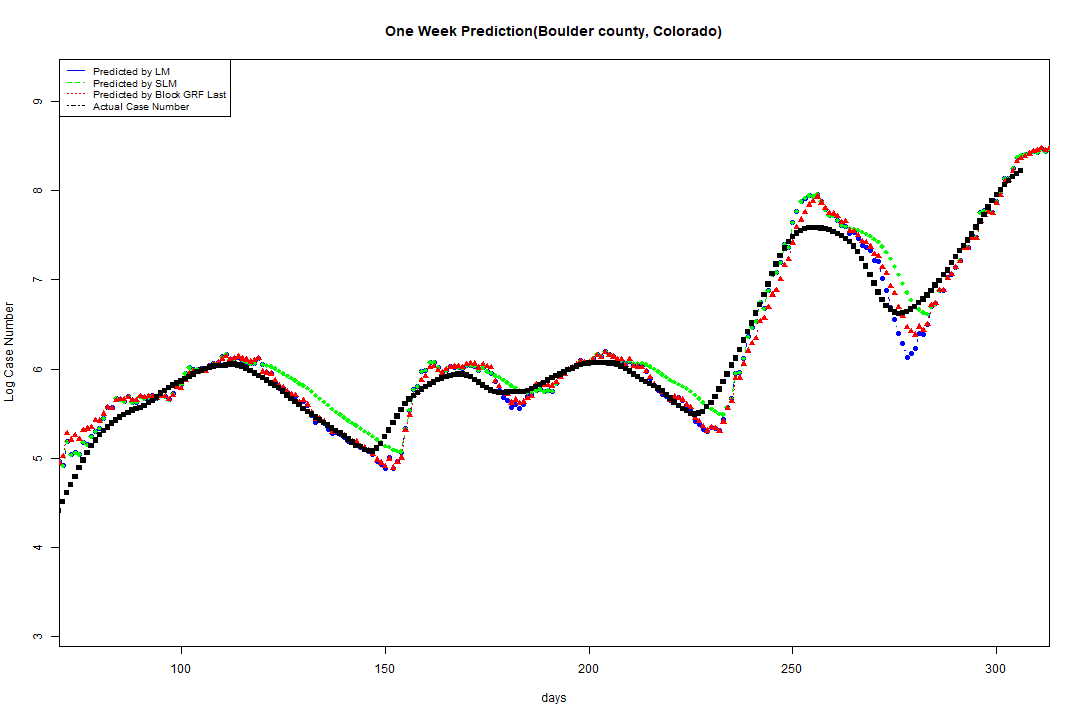 One Week Prediction(Boulder county, Colorado)
Predicted by LM
Predicted by SLM
Predicted by Block GRF Last
Actual Case Number
9
8
7
6
5
4
3
Log Case Number
100 150 200 250 300
days